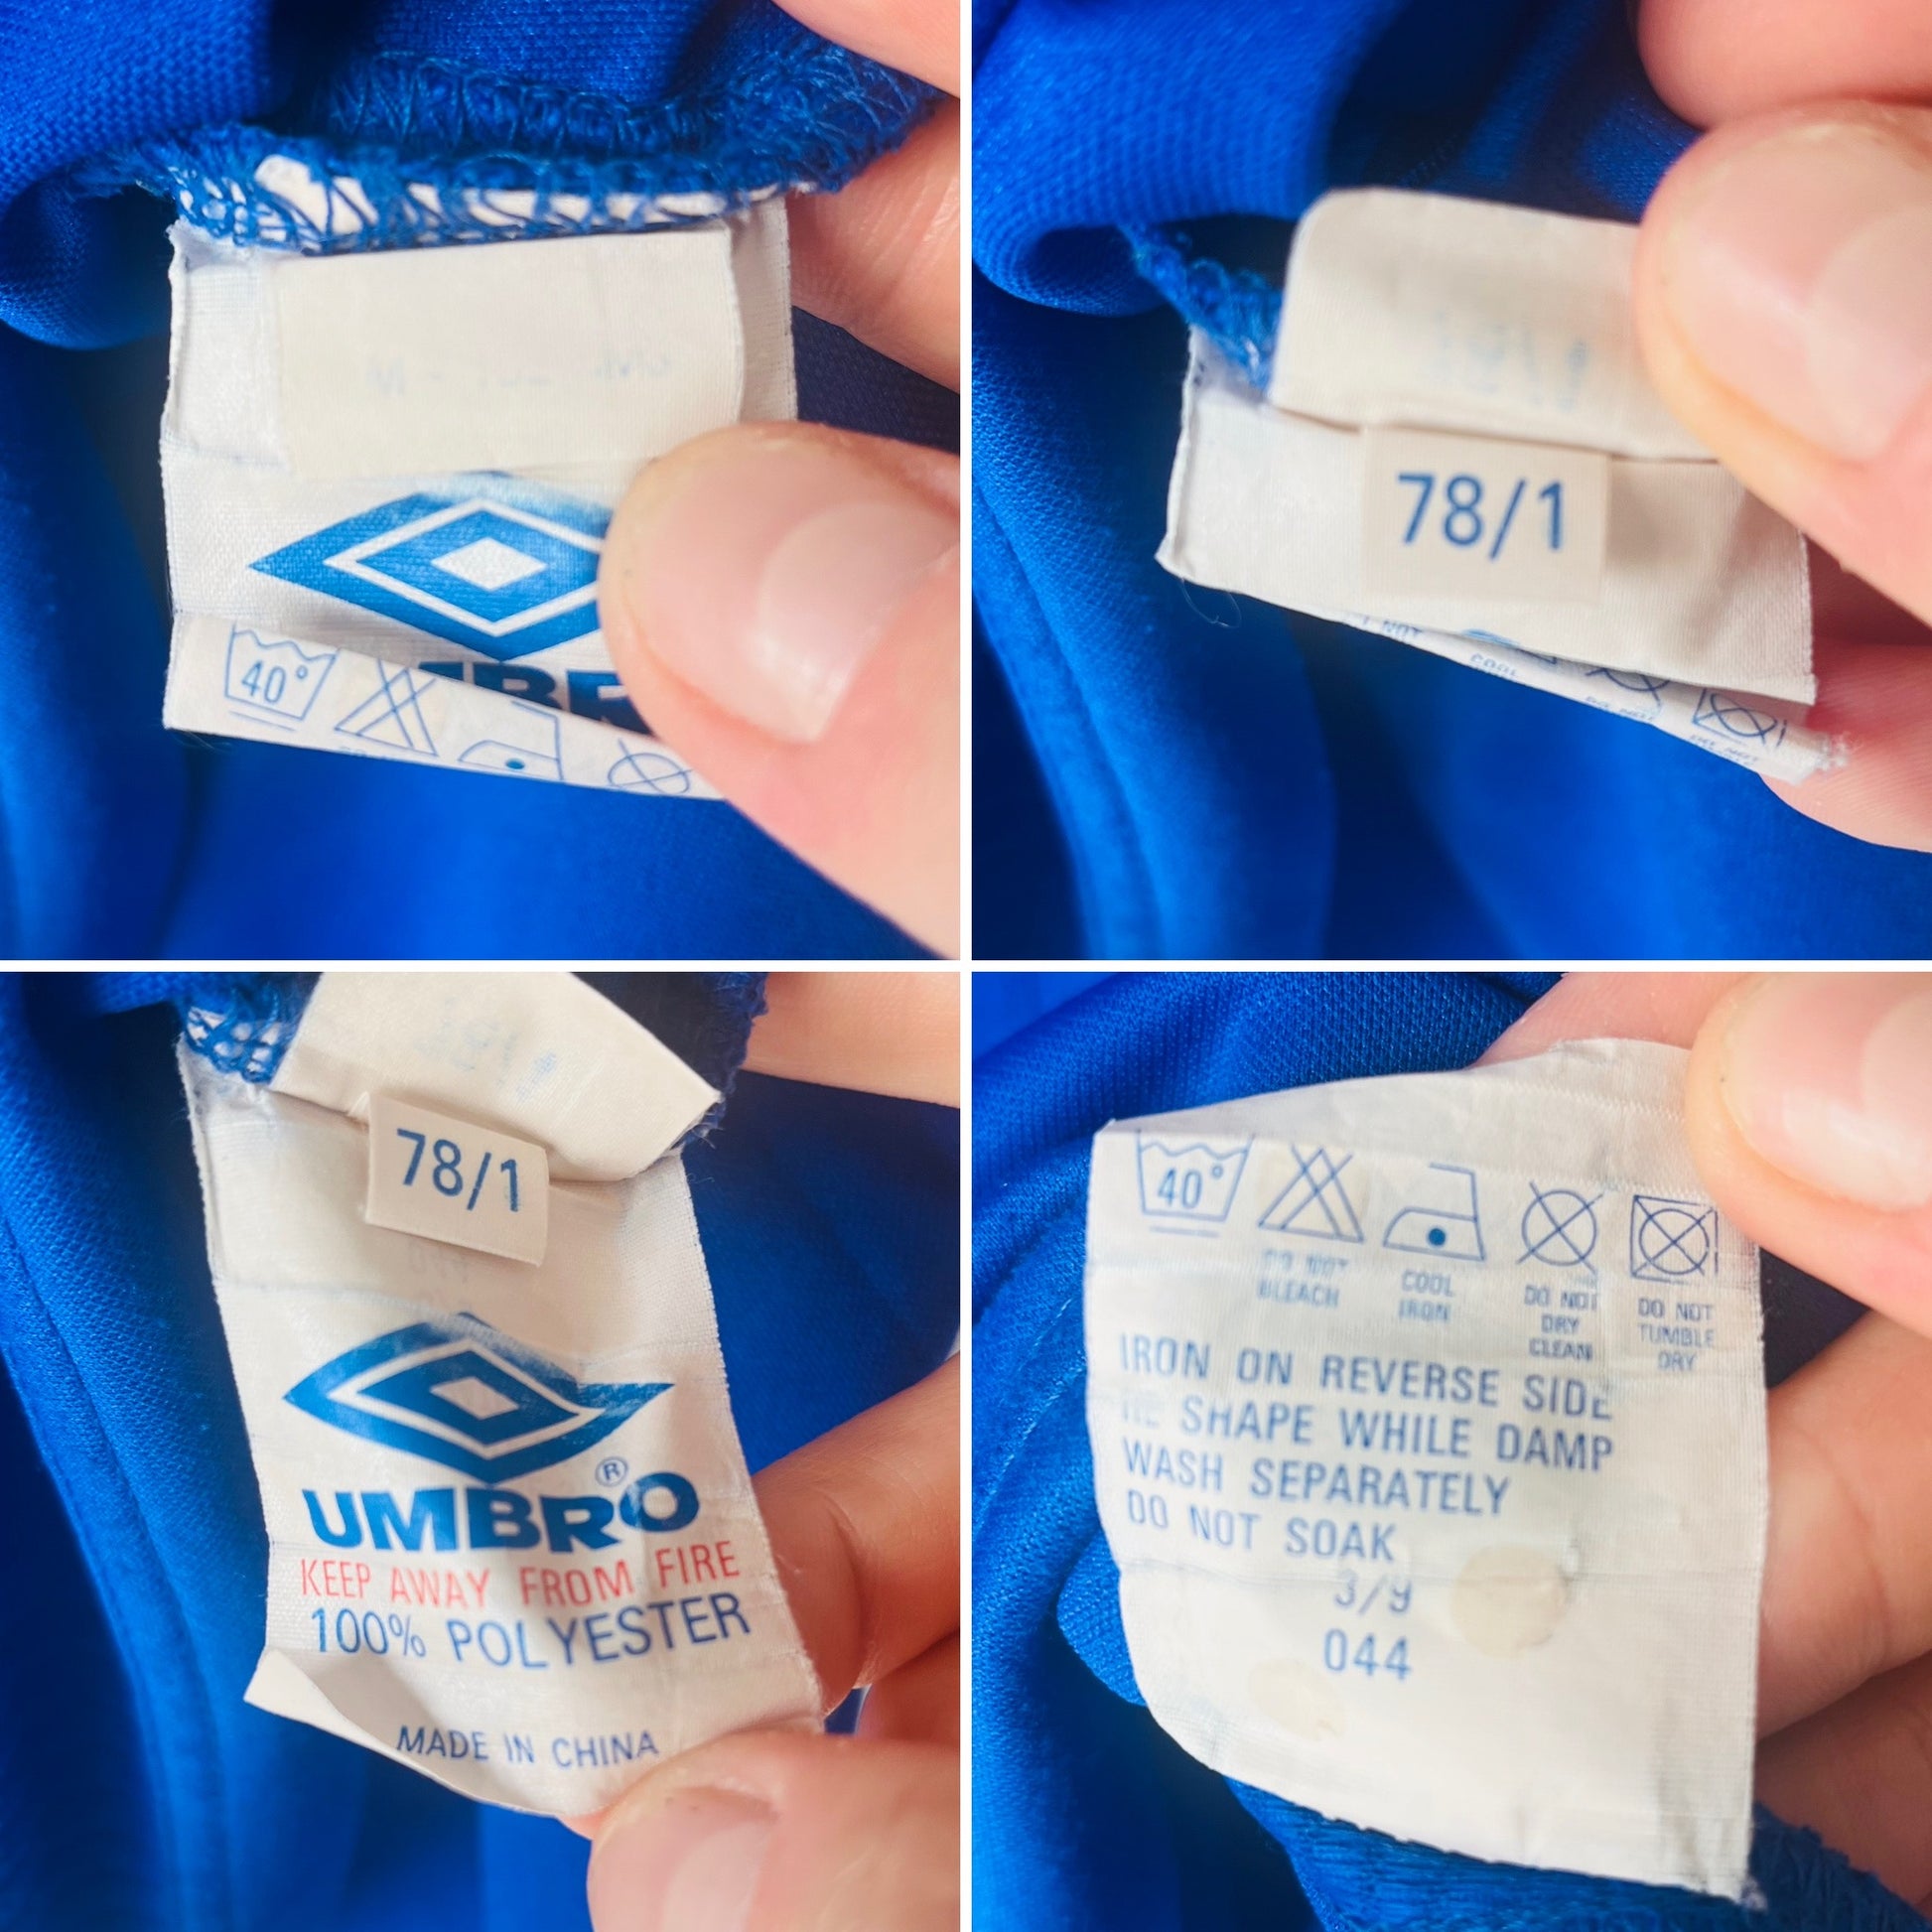 40°
78/1
78/1
UMBRO®
KEEP AWAY FROM FIRE
100% POLYESTER
MADE IN CHINA
40°
DO NOT
BLEACH
COOL
IRON
DO NOT
DRY
CLEAN
DO NOT
TUMBLE
DRY
IRON ON REVERSE SIDE
SHAPE WHILE DAMP
WASH SEPARATELY
DO NOT SOAK
3/9
044